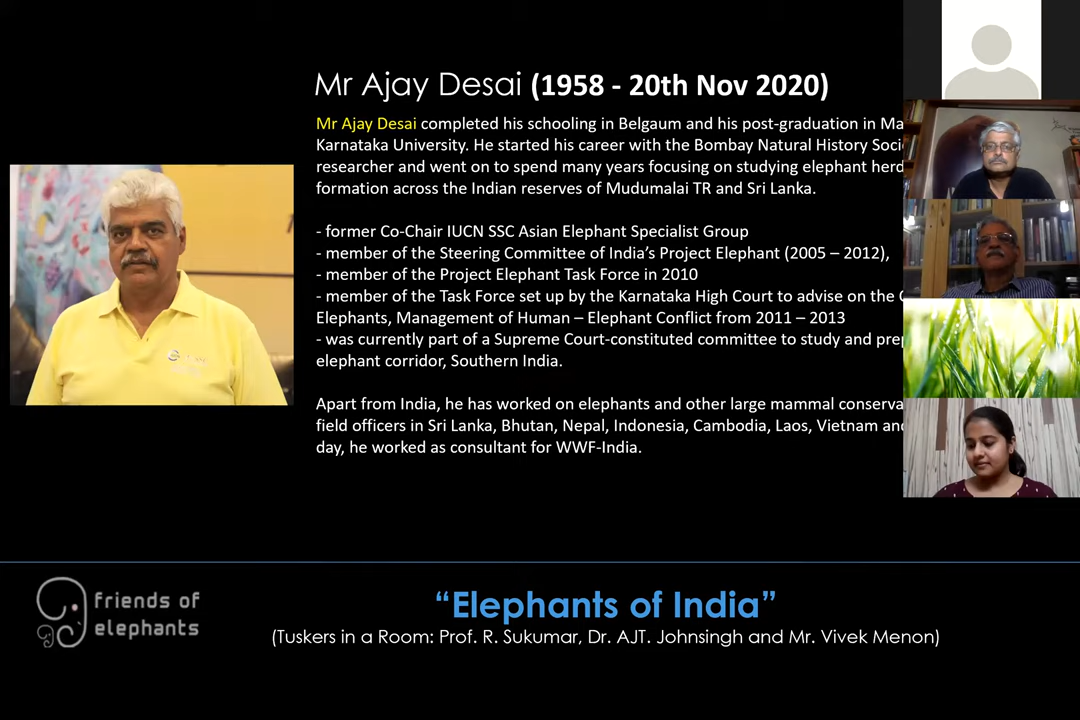 Mr Ajay Desai (1958 - 20th Nov 2020)
Mr Ajay Desai completed his schooling in Belgaum and his post-graduation in Ma
Karnataka University. He started his career with the Bombay Natural History Soci
researcher and went on to spend many years focusing on studying elephant herd
formation across the Indian reserves of Mudumalai TR and Sri Lanka.
- former Co-Chair IUCN SSC Asian Elephant Specialist Group
- member of the Steering Committee of India's Project Elephant (2005 – 2012),
- member of the Project Elephant Task Force in 2010
- member of the Task Force set up by the Karnataka High Court to advise on the
Elephants, Management of Human – Elephant Conflict from 2011 – 2013
- was currently part of a Supreme Court-constituted committee to study and prep
elephant corridor, Southern India.
Apart from India, he has worked on elephants and other large mammal conserva
field officers in Sri Lanka, Bhutan, Nepal, Indonesia, Cambodia, Laos, Vietnam an
day, he worked as consultant for WWF-India.
friends of
elephants
“Elephants of India”
(Tuskers in a Room: Prof. R. Sukumar, Dr. AJT. Johnsingh and Mr. Vivek Menon)